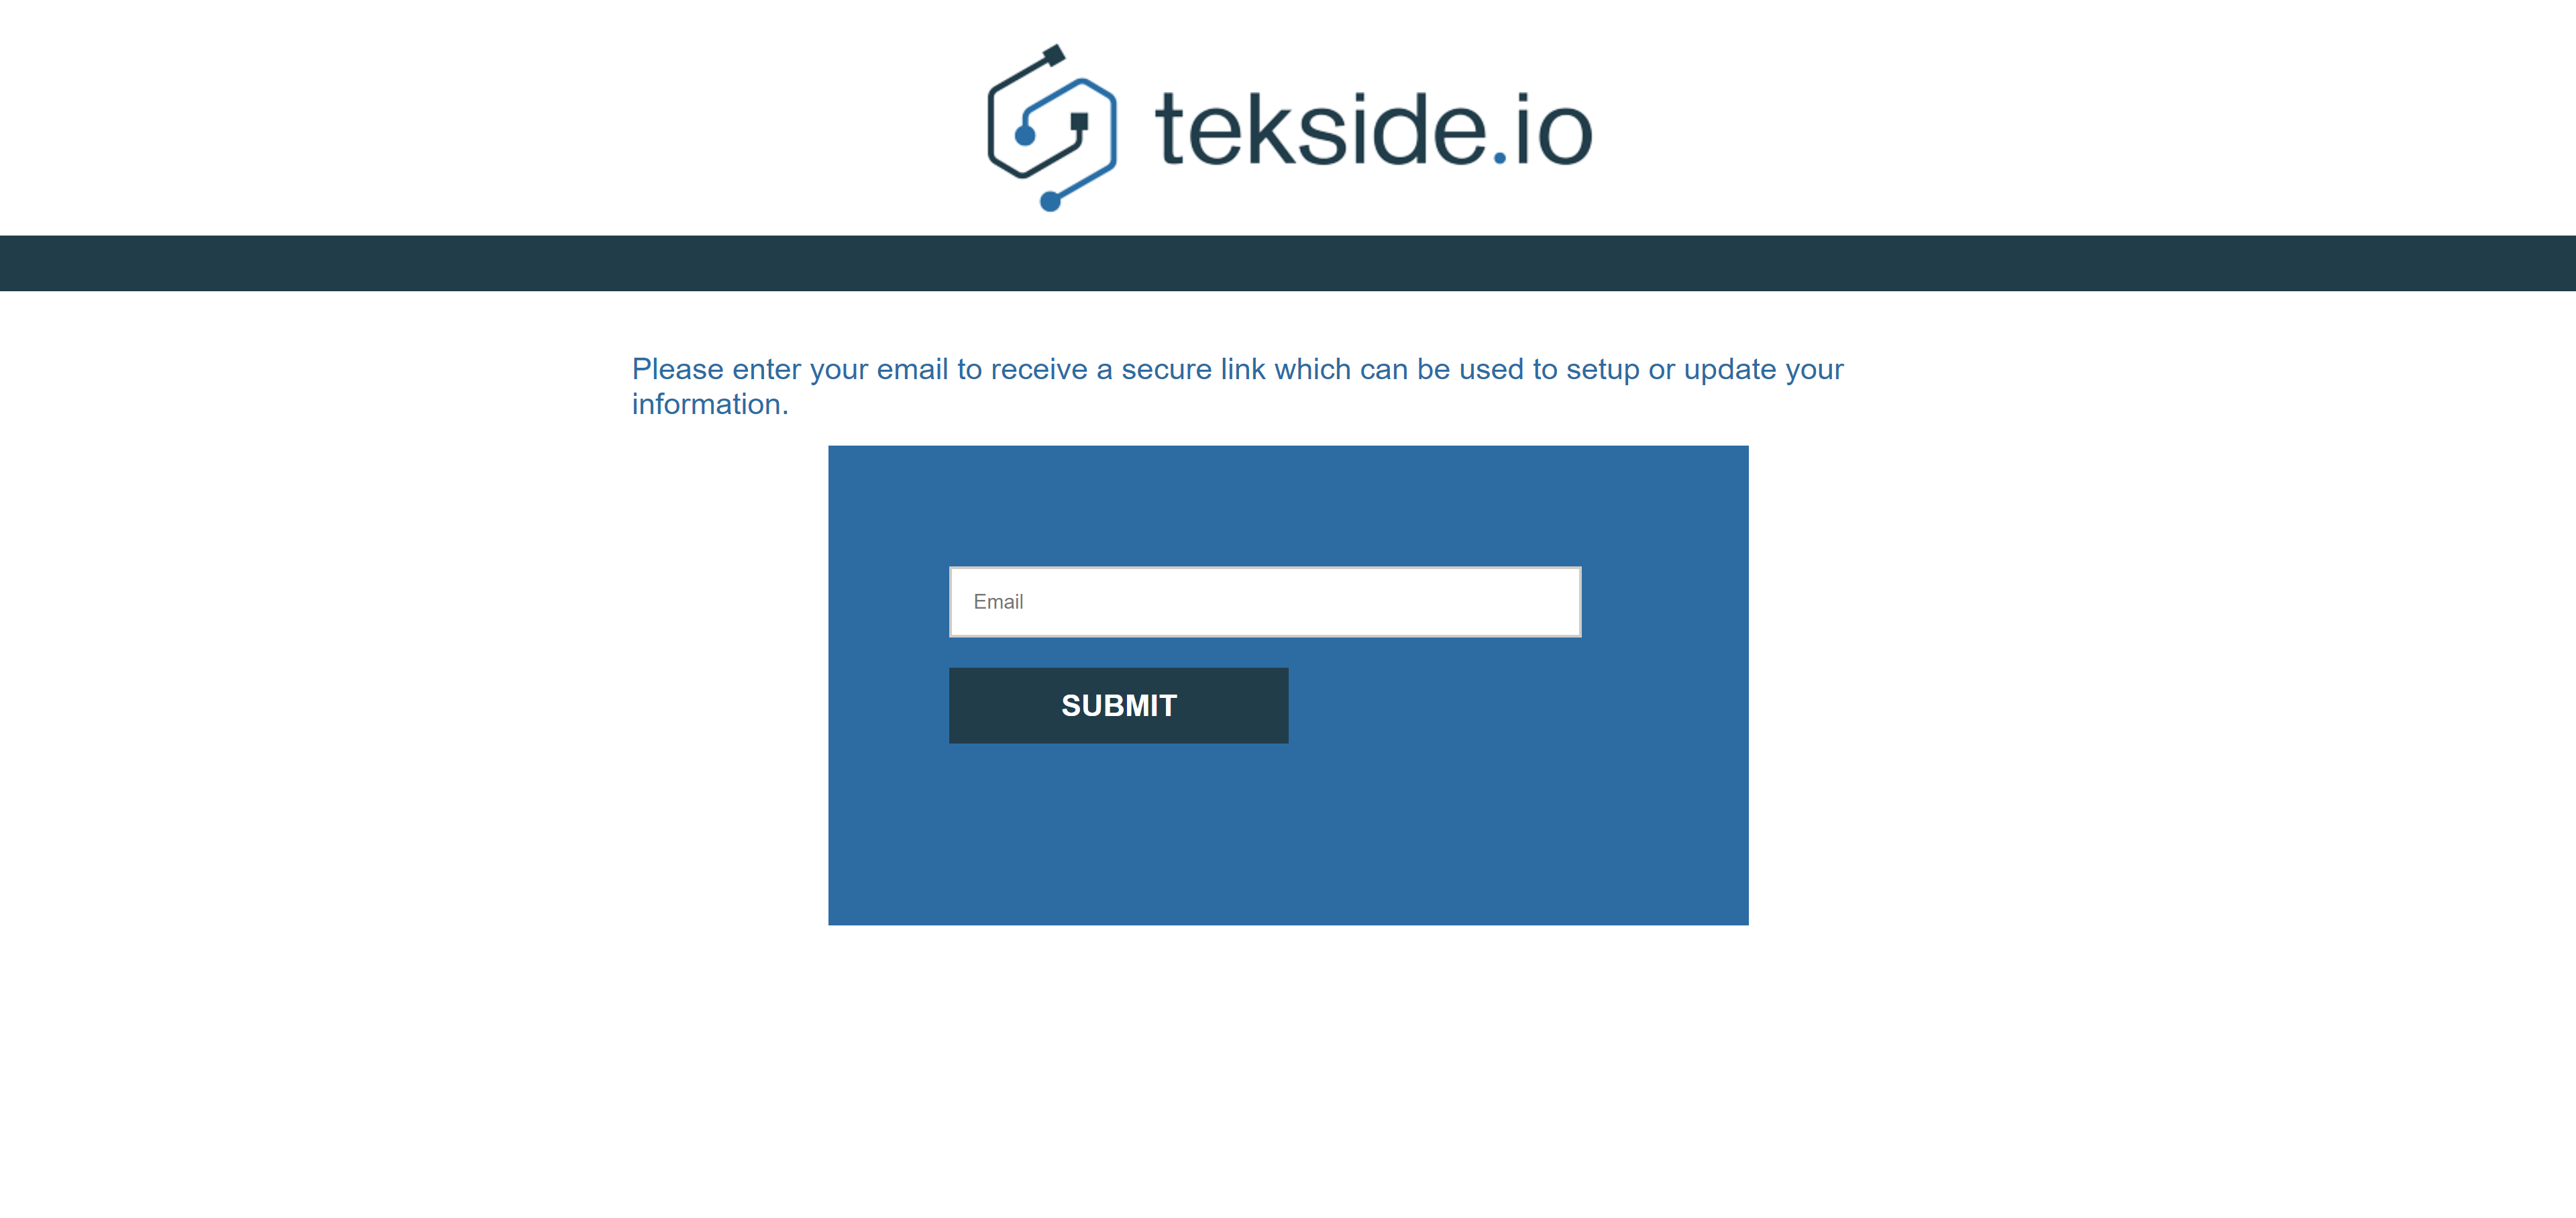 tekside.io
Please enter your email to receive a secure link which can be used to setup or update your
information.
Email
SUBMIT